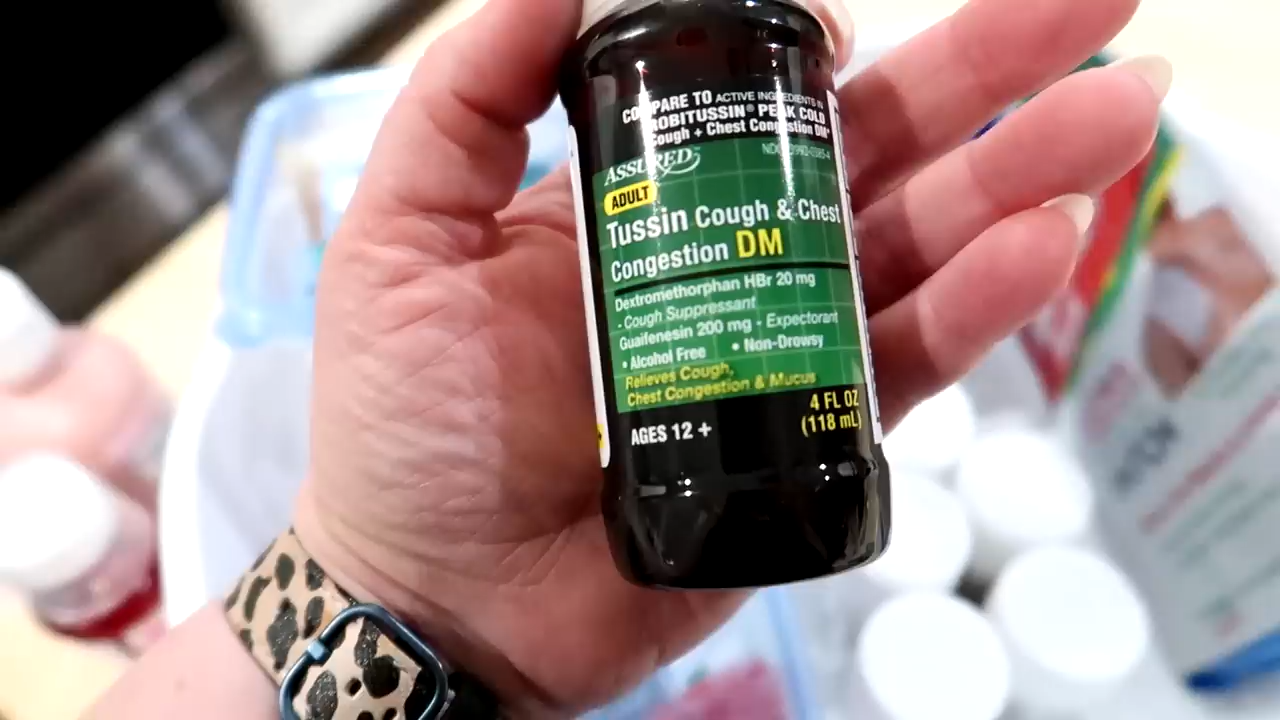 COMPARE TO ACTIVE INGREDIENTS IN
ROBITUSSIN® PEAK COLD
Cough + Chest Congestion DM*
ASSURED™
NDC
ADULT
Tussin Cough & Chest
Congestion DM
Dextromethorphan HBr 20 mg
- Cough Suppressant
Guaifenesin 200 mg - Expectorant
• Alcohol Free • Non-Drowsy
Relieves Cough,
Chest Congestion & Mucus
AGES 12 +
4 FL OZ
(118 mL)